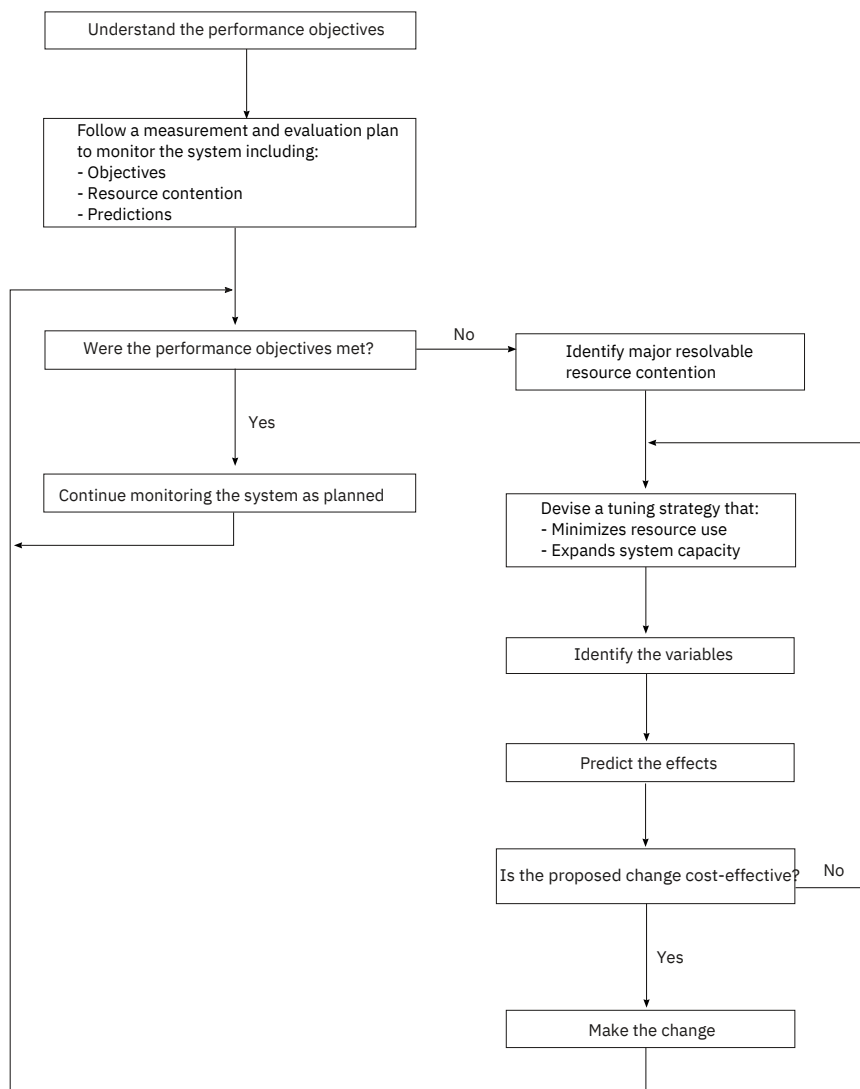 Understand the performance objectives
Follow a measurement and evaluation plan
to monitor the system including:
- Objectives
- Resource contention
- Predictions
Were the performance objectives met?
No
Identify major resolvable
resource contention
Yes
Continue monitoring the system as planned
Devise a tuning strategy that:
- Minimizes resource use
- Expands system capacity
Identify the variables
Predict the effects
Is the proposed change cost-effective?
No
Yes
Make the change